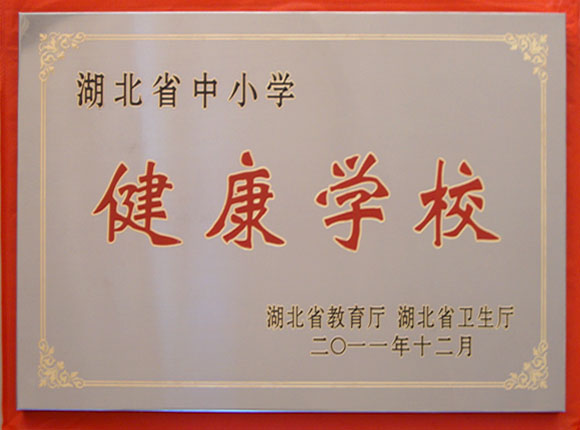 湖北省中小学
健康学校
湖北省教育厅 湖北省卫生厅
二〇一一年十二月